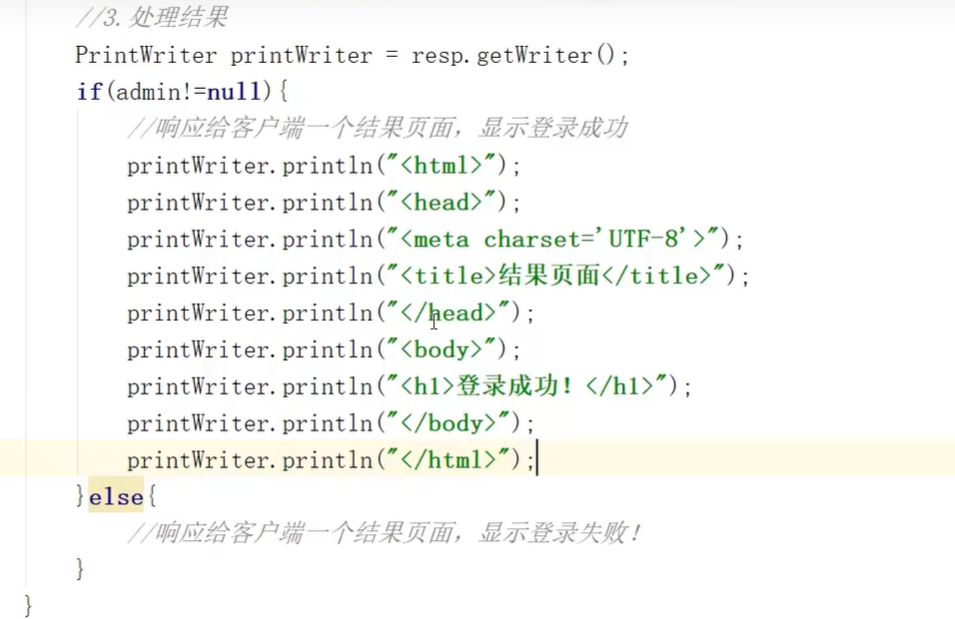 //3. 处理结果
PrintWriter printWriter = resp.getWriter();
if(admin!=null){
//响应给客户端一个结果页面，显示登录成功
printWriter.println("<html>");
printWriter.println("<head>");
printWriter.println("<meta charset='UTF-8'>");
printWriter.println("<title>结果页面</title>");
printWriter.println("</head>");
printWriter.println("<body>");
printWriter.println("<h1>登录成功！</h1>");
printWriter.println("</body>");
printWriter.println("</html>");
}else{
//响应给客户端一个结果页面，显示登录失败！
}
}